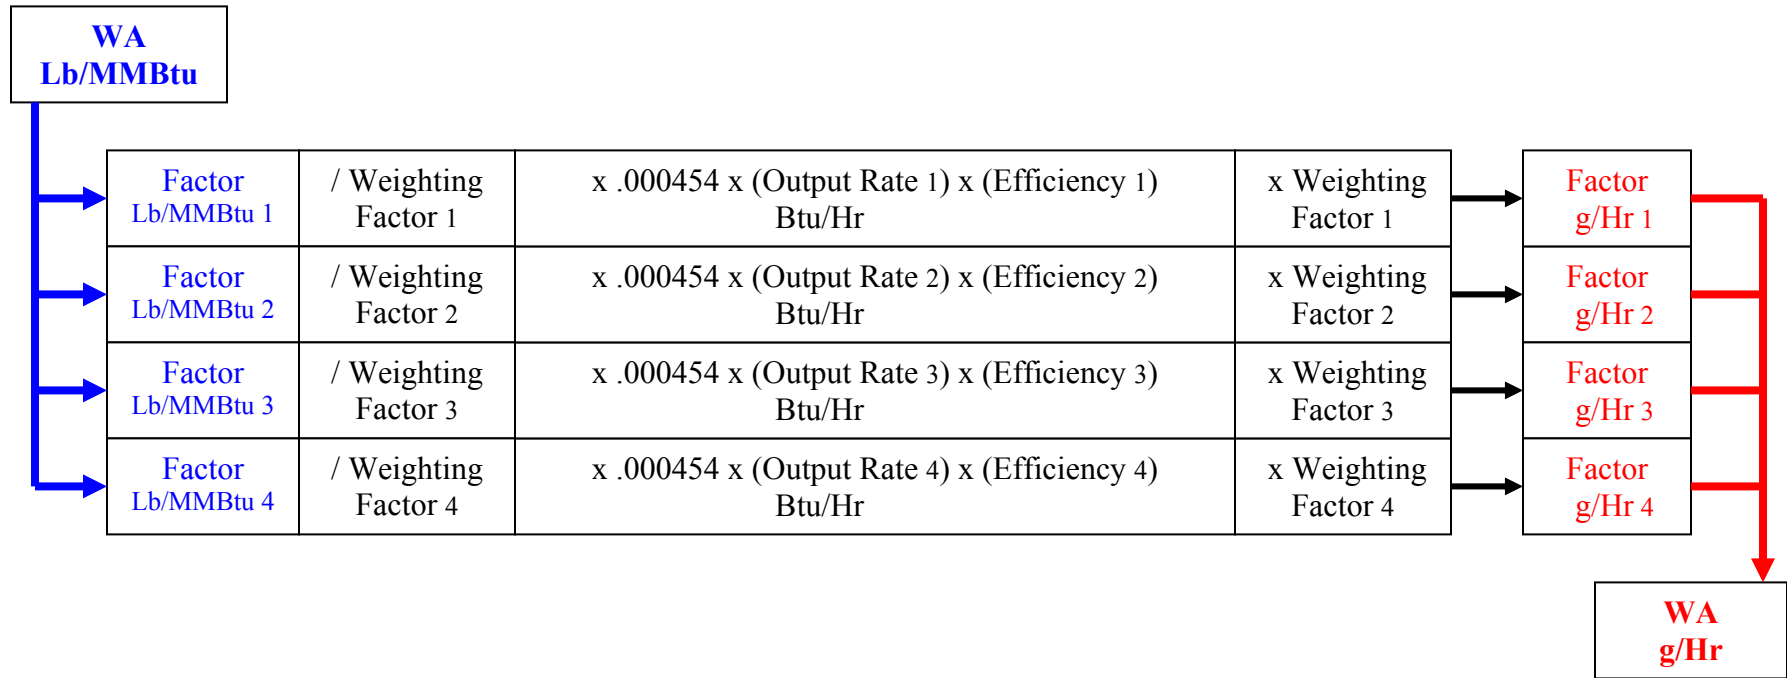 WA
Lb/MMBtu
Factor
Lb/MMBtu 1
/ Weighting
Factor 1
x .000454 x (Output Rate 1) x (Efficiency 1)
Btu/Hr
x Weighting
Factor 1
Factor
g/Hr 1
Factor
Lb/MMBtu 2
/ Weighting
Factor 2
x .000454 x (Output Rate 2) x (Efficiency 2)
Btu/Hr
x Weighting
Factor 2
Factor
g/Hr 2
Factor
Lb/MMBtu 3
/ Weighting
Factor 3
x .000454 x (Output Rate 3) x (Efficiency 3)
Btu/Hr
x Weighting
Factor 3
Factor
g/Hr 3
Factor
Lb/MMBtu 4
/ Weighting
Factor 4
x .000454 x (Output Rate 4) x (Efficiency 4)
Btu/Hr
x Weighting
Factor 4
Factor
g/Hr 4
WA
g/Hr